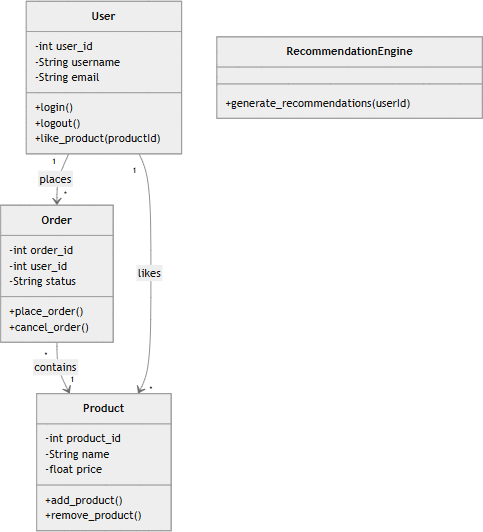 User
-int user_id
-String username
-String email
+login()
+logout()
+like_product(productId)
RecommendationEngine
+generate_recommendations(userId)
1
places
*
1
likes
*
Order
-int order_id
-int user_id
-String status
+place_order()
+cancel_order()
*
contains
1
Product
-int product_id
-String name
-float price
+add_product()
+remove_product()